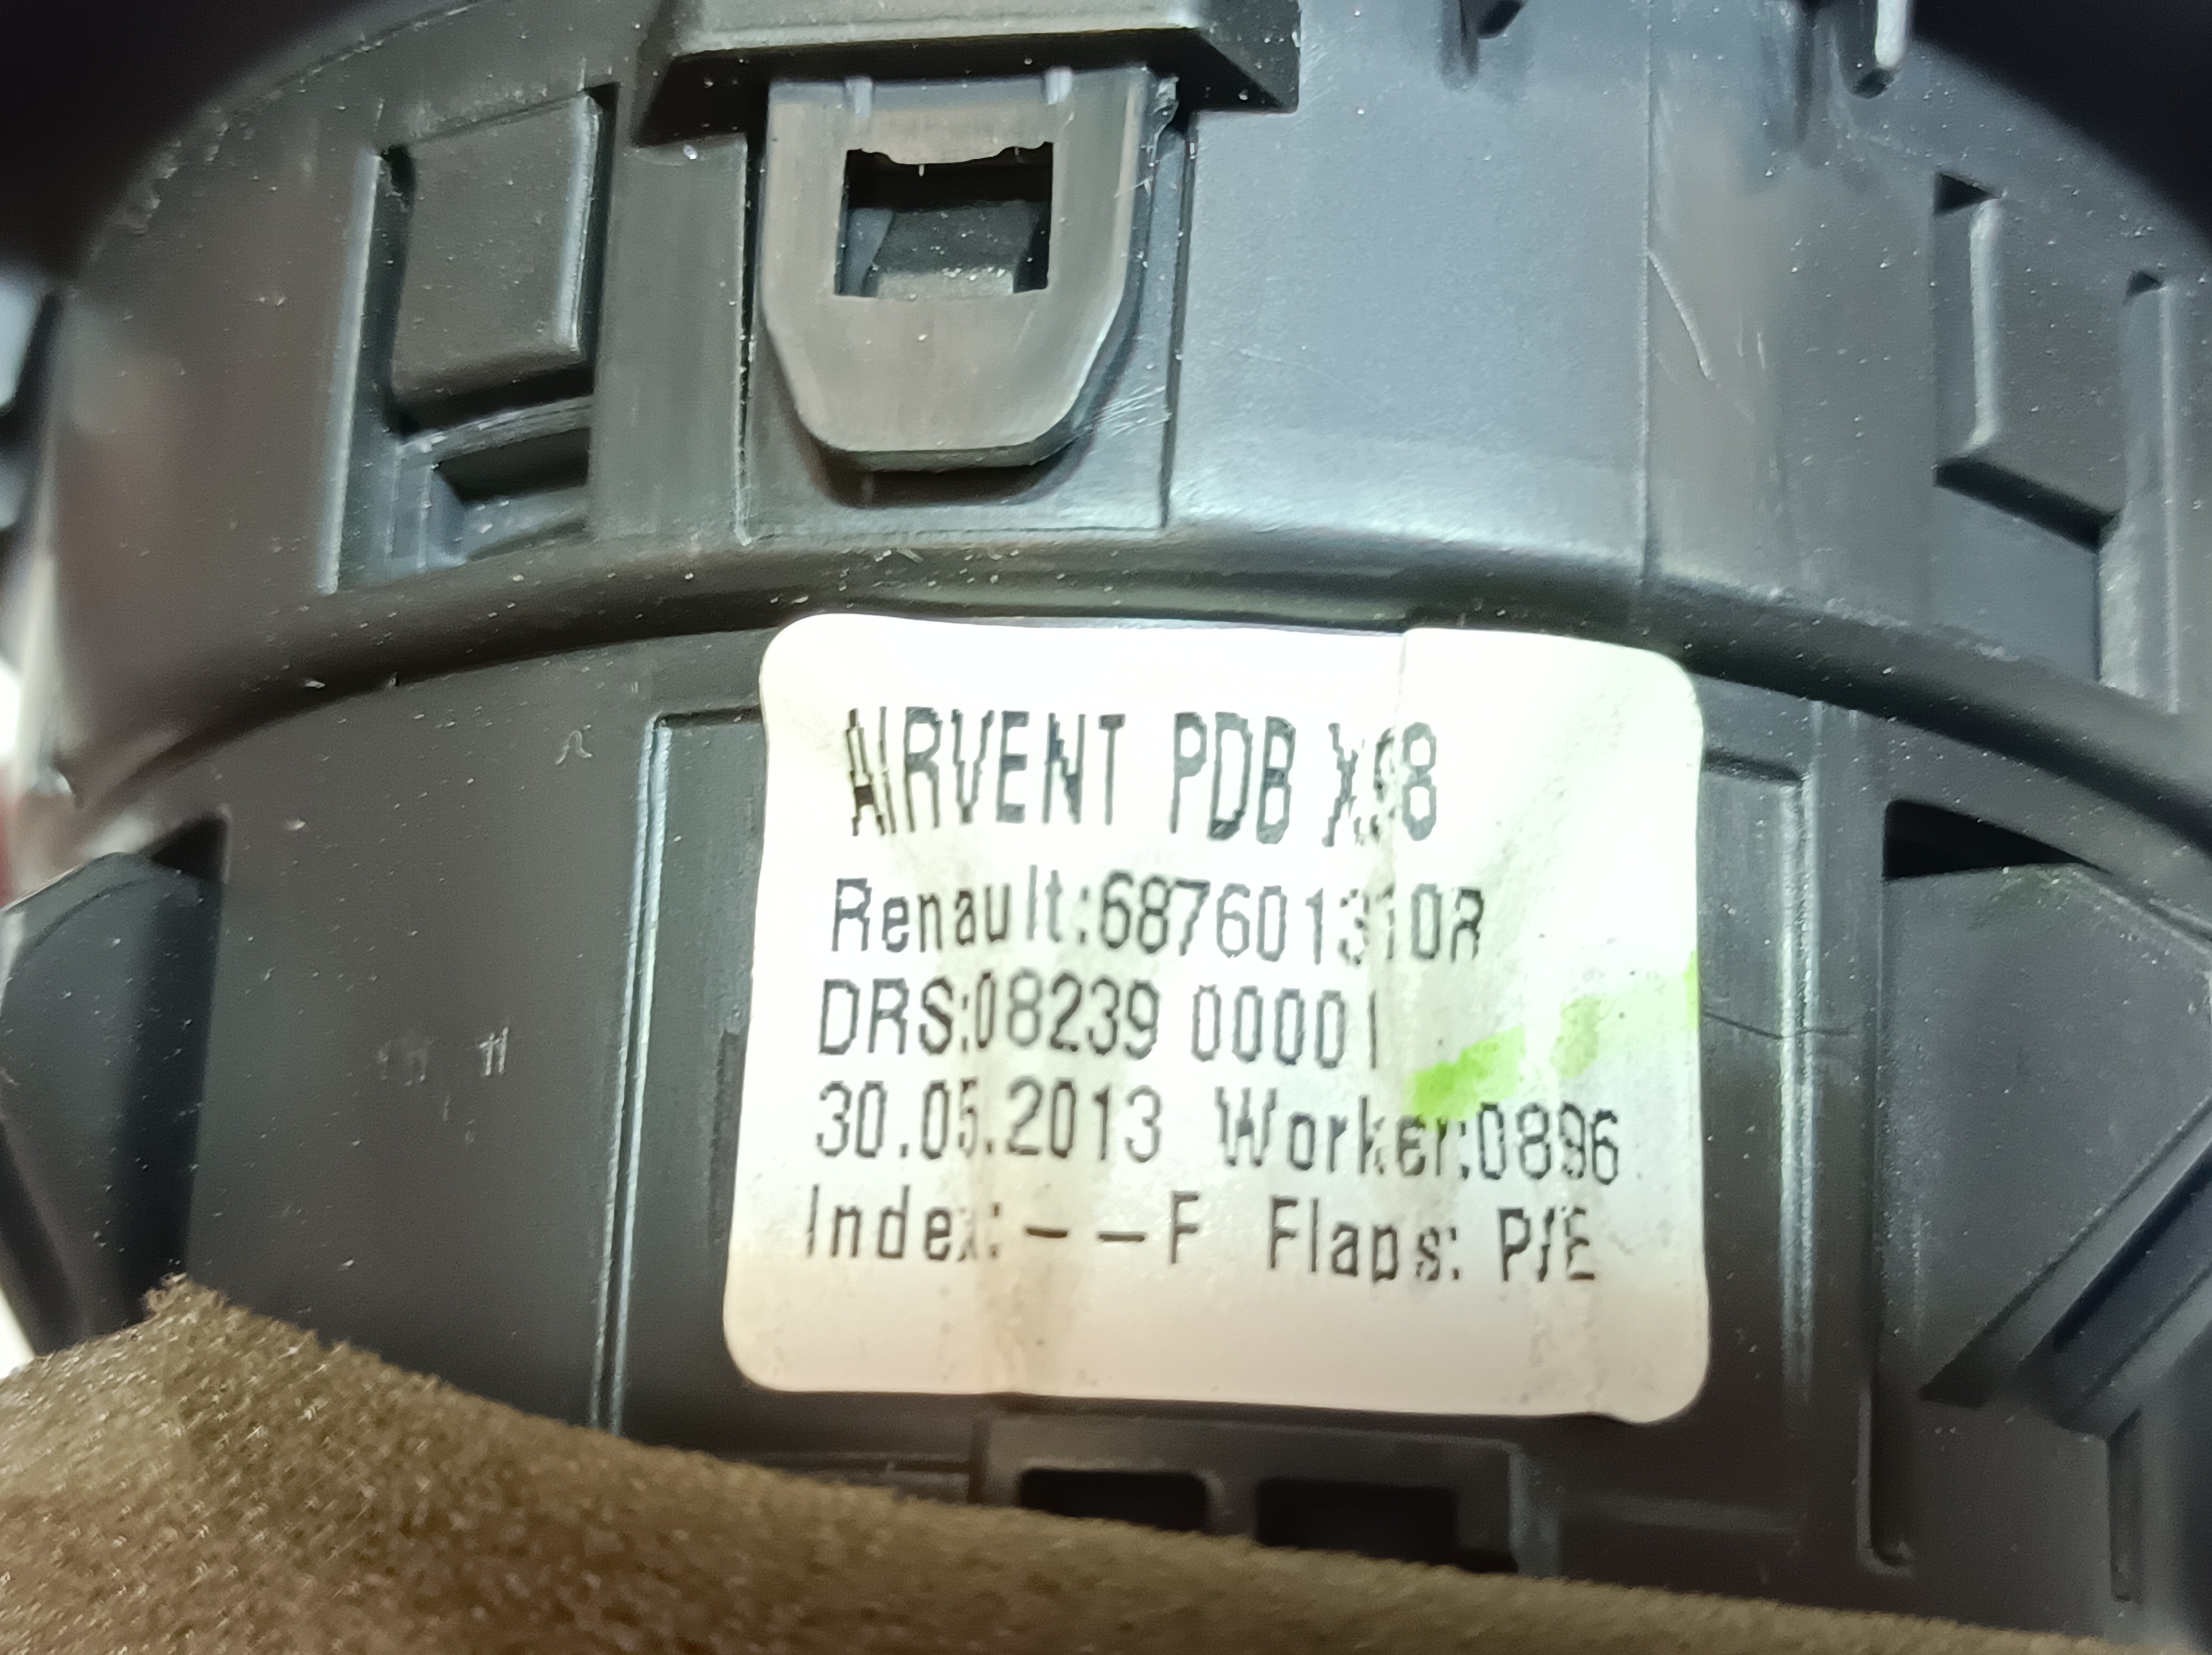 AIRVENT PDB X98
Renault:687601310R
DRS:08239 00001
30.05.2013 Worker:0896
Index:--F Flaps: P/E